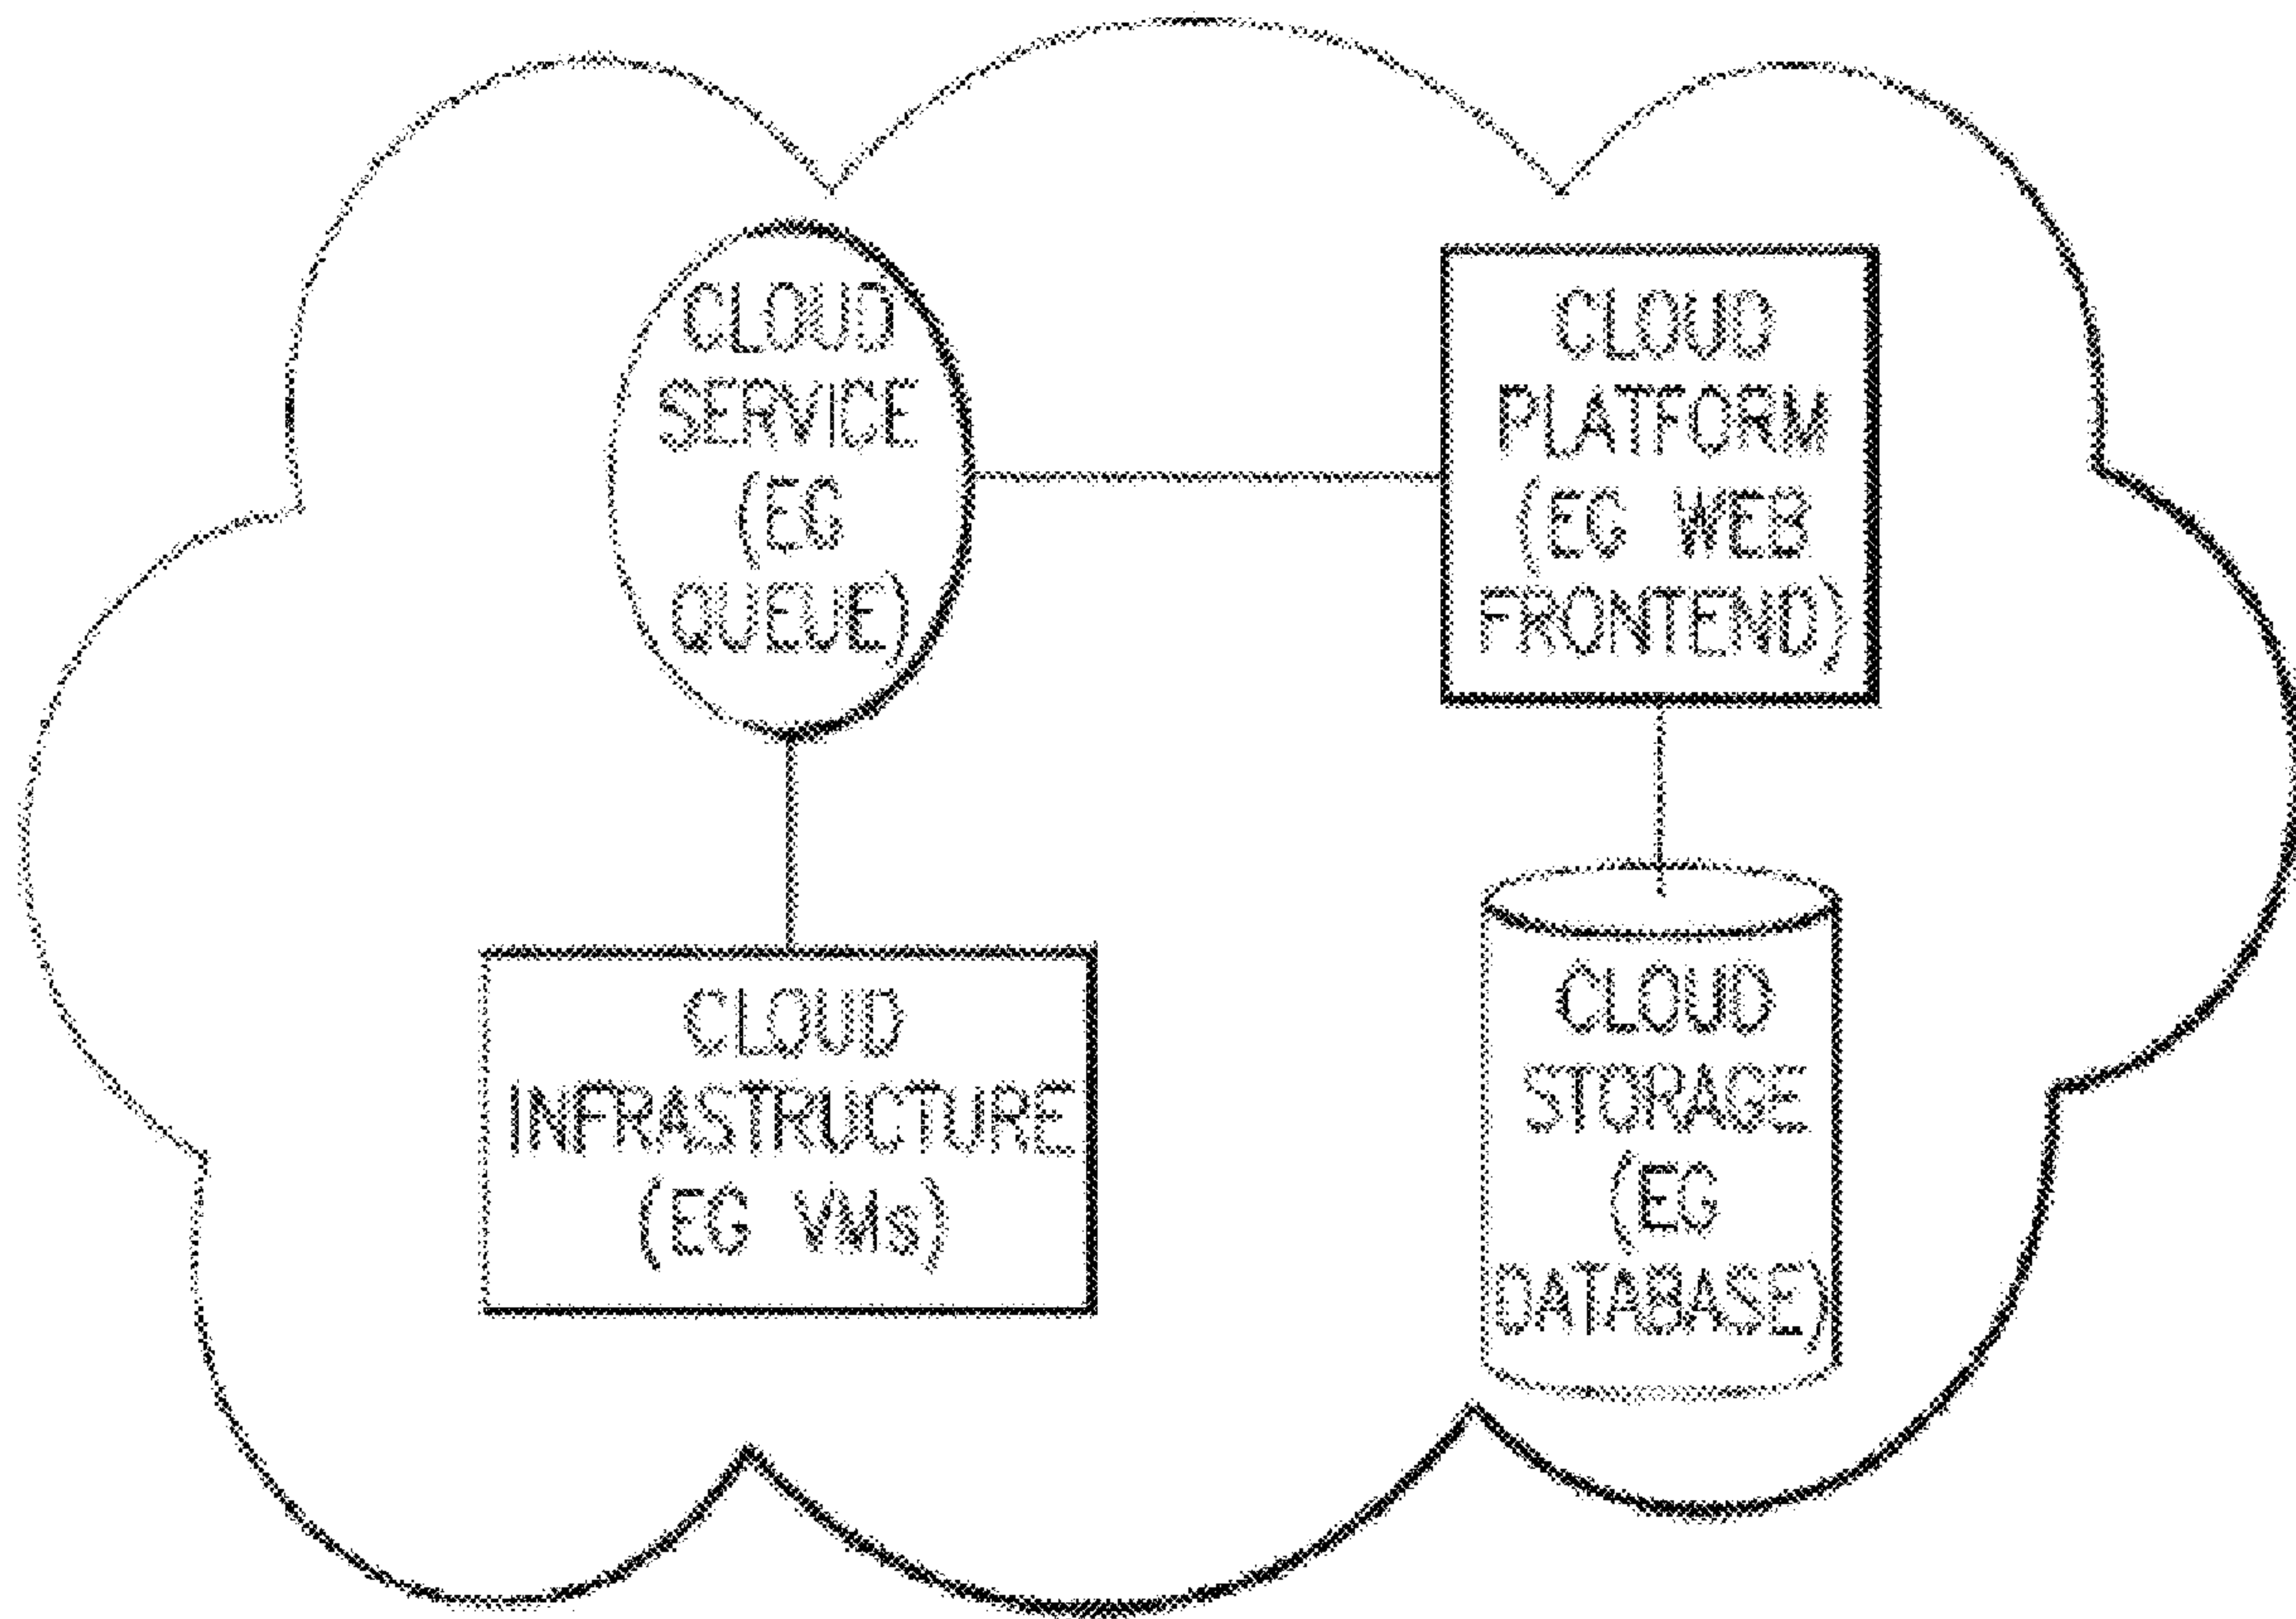 CLOUD
SERVICE
(EG
QUEUE)
CLOUD
PLATFORM
(EG WEB
FRONTEND)
CLOUD
INFRASTRUCTURE
(EG VMs)
CLOUD
STORAGE
(EG
DATABASE)